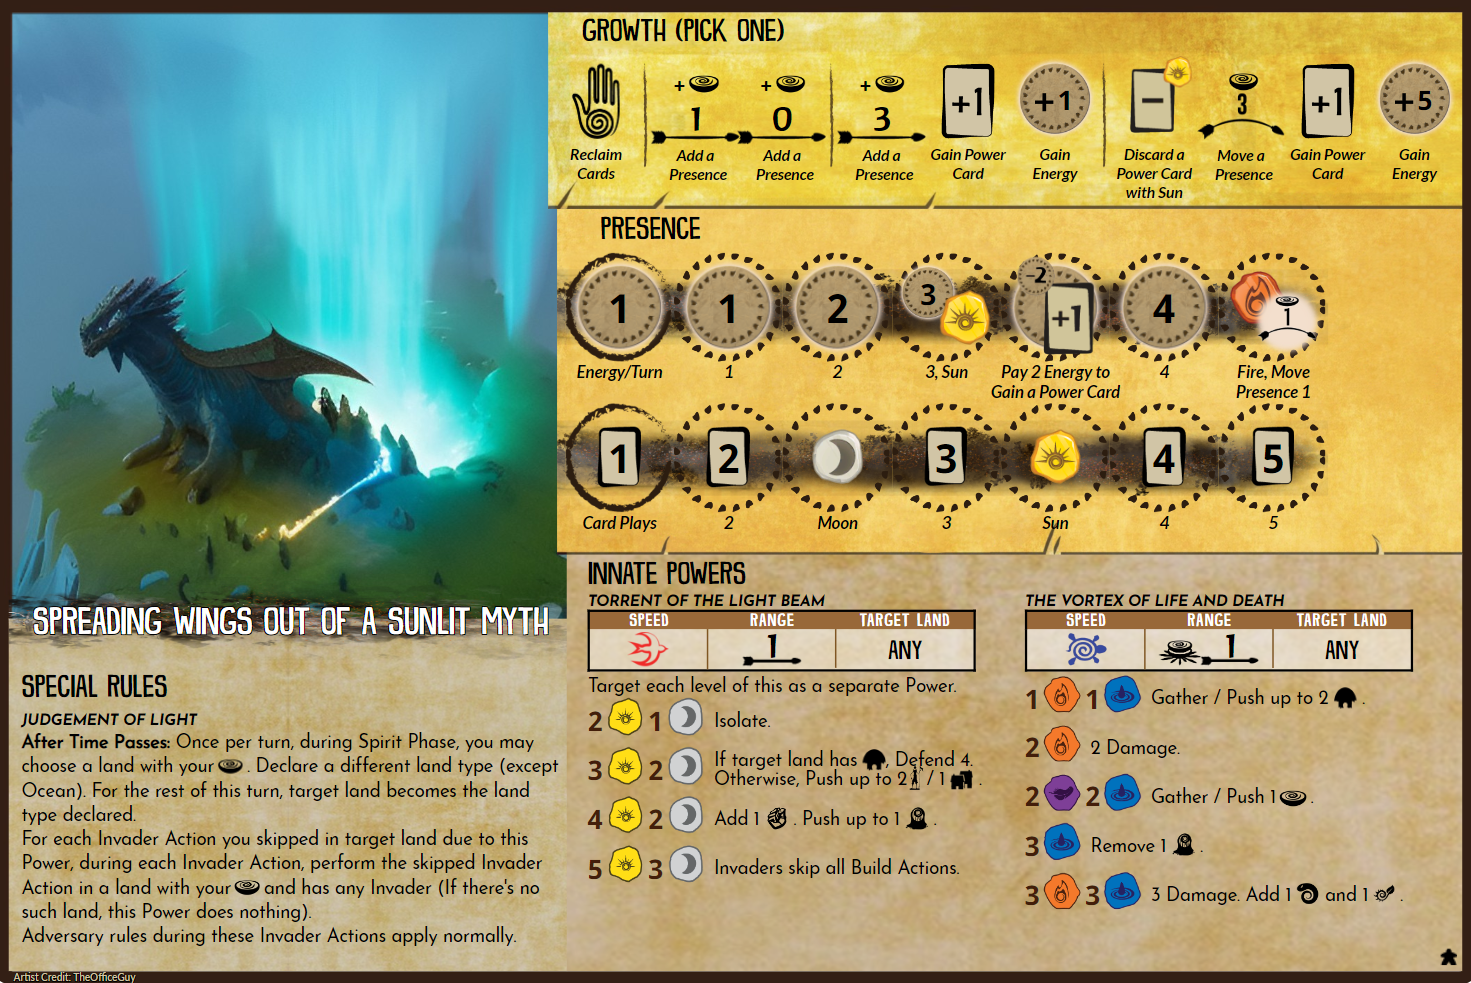 GROWTH (PICK ONE)
+ + +
1 0 3 +1 +1 − 3 +1 +5
Reclaim Cards
Add a Presence
Add a Presence
Add a Presence
Gain Power Card
Gain Energy
Discard a Power Card with Sun
Move a Presence
Gain Power Card
Gain Energy
PRESENCE
1 1 2 3 −2 +1 4 1
Energy/Turn 1 2 3, Sun Pay 2 Energy to Gain a Power Card 4 Fire, Move Presence 1
1 2 3 4 5
Card Plays 2 Moon 3 Sun 4 5
SPREADING WINGS OUT OF A SUNLIT MYTH
SPECIAL RULES
JUDGEMENT OF LIGHT
After Time Passes: Once per turn, during Spirit Phase, you may
choose a land with your . Declare a different land type (except
Ocean). For the rest of this turn, target land becomes the land
type declared.
For each Invader Action you skipped in target land due to this
Power, during each Invader Action, perform the skipped Invader
Action in a land with your and has any Invader (If there's no
such land, this Power does nothing).
Adversary rules during these Invader Actions apply normally.
Artist Credit: TheOfficeGuy
INNATE POWERS
TORRENT OF THE LIGHT BEAM
SPEED RANGE TARGET LAND
1 ANY
Target each level of this as a separate Power.
2 1 Isolate.
3 2 If target land has , Defend 4.
Otherwise, Push up to 2 / 1 .
4 2 Add 1 . Push up to 1 .
5 3 Invaders skip all Build Actions.
THE VORTEX OF LIFE AND DEATH
SPEED RANGE TARGET LAND
1 ANY
1 1 Gather / Push up to 2 .
2 2 Damage.
2 2 Gather / Push 1 .
3 Remove 1 .
3 3 3 Damage. Add 1 and 1 .